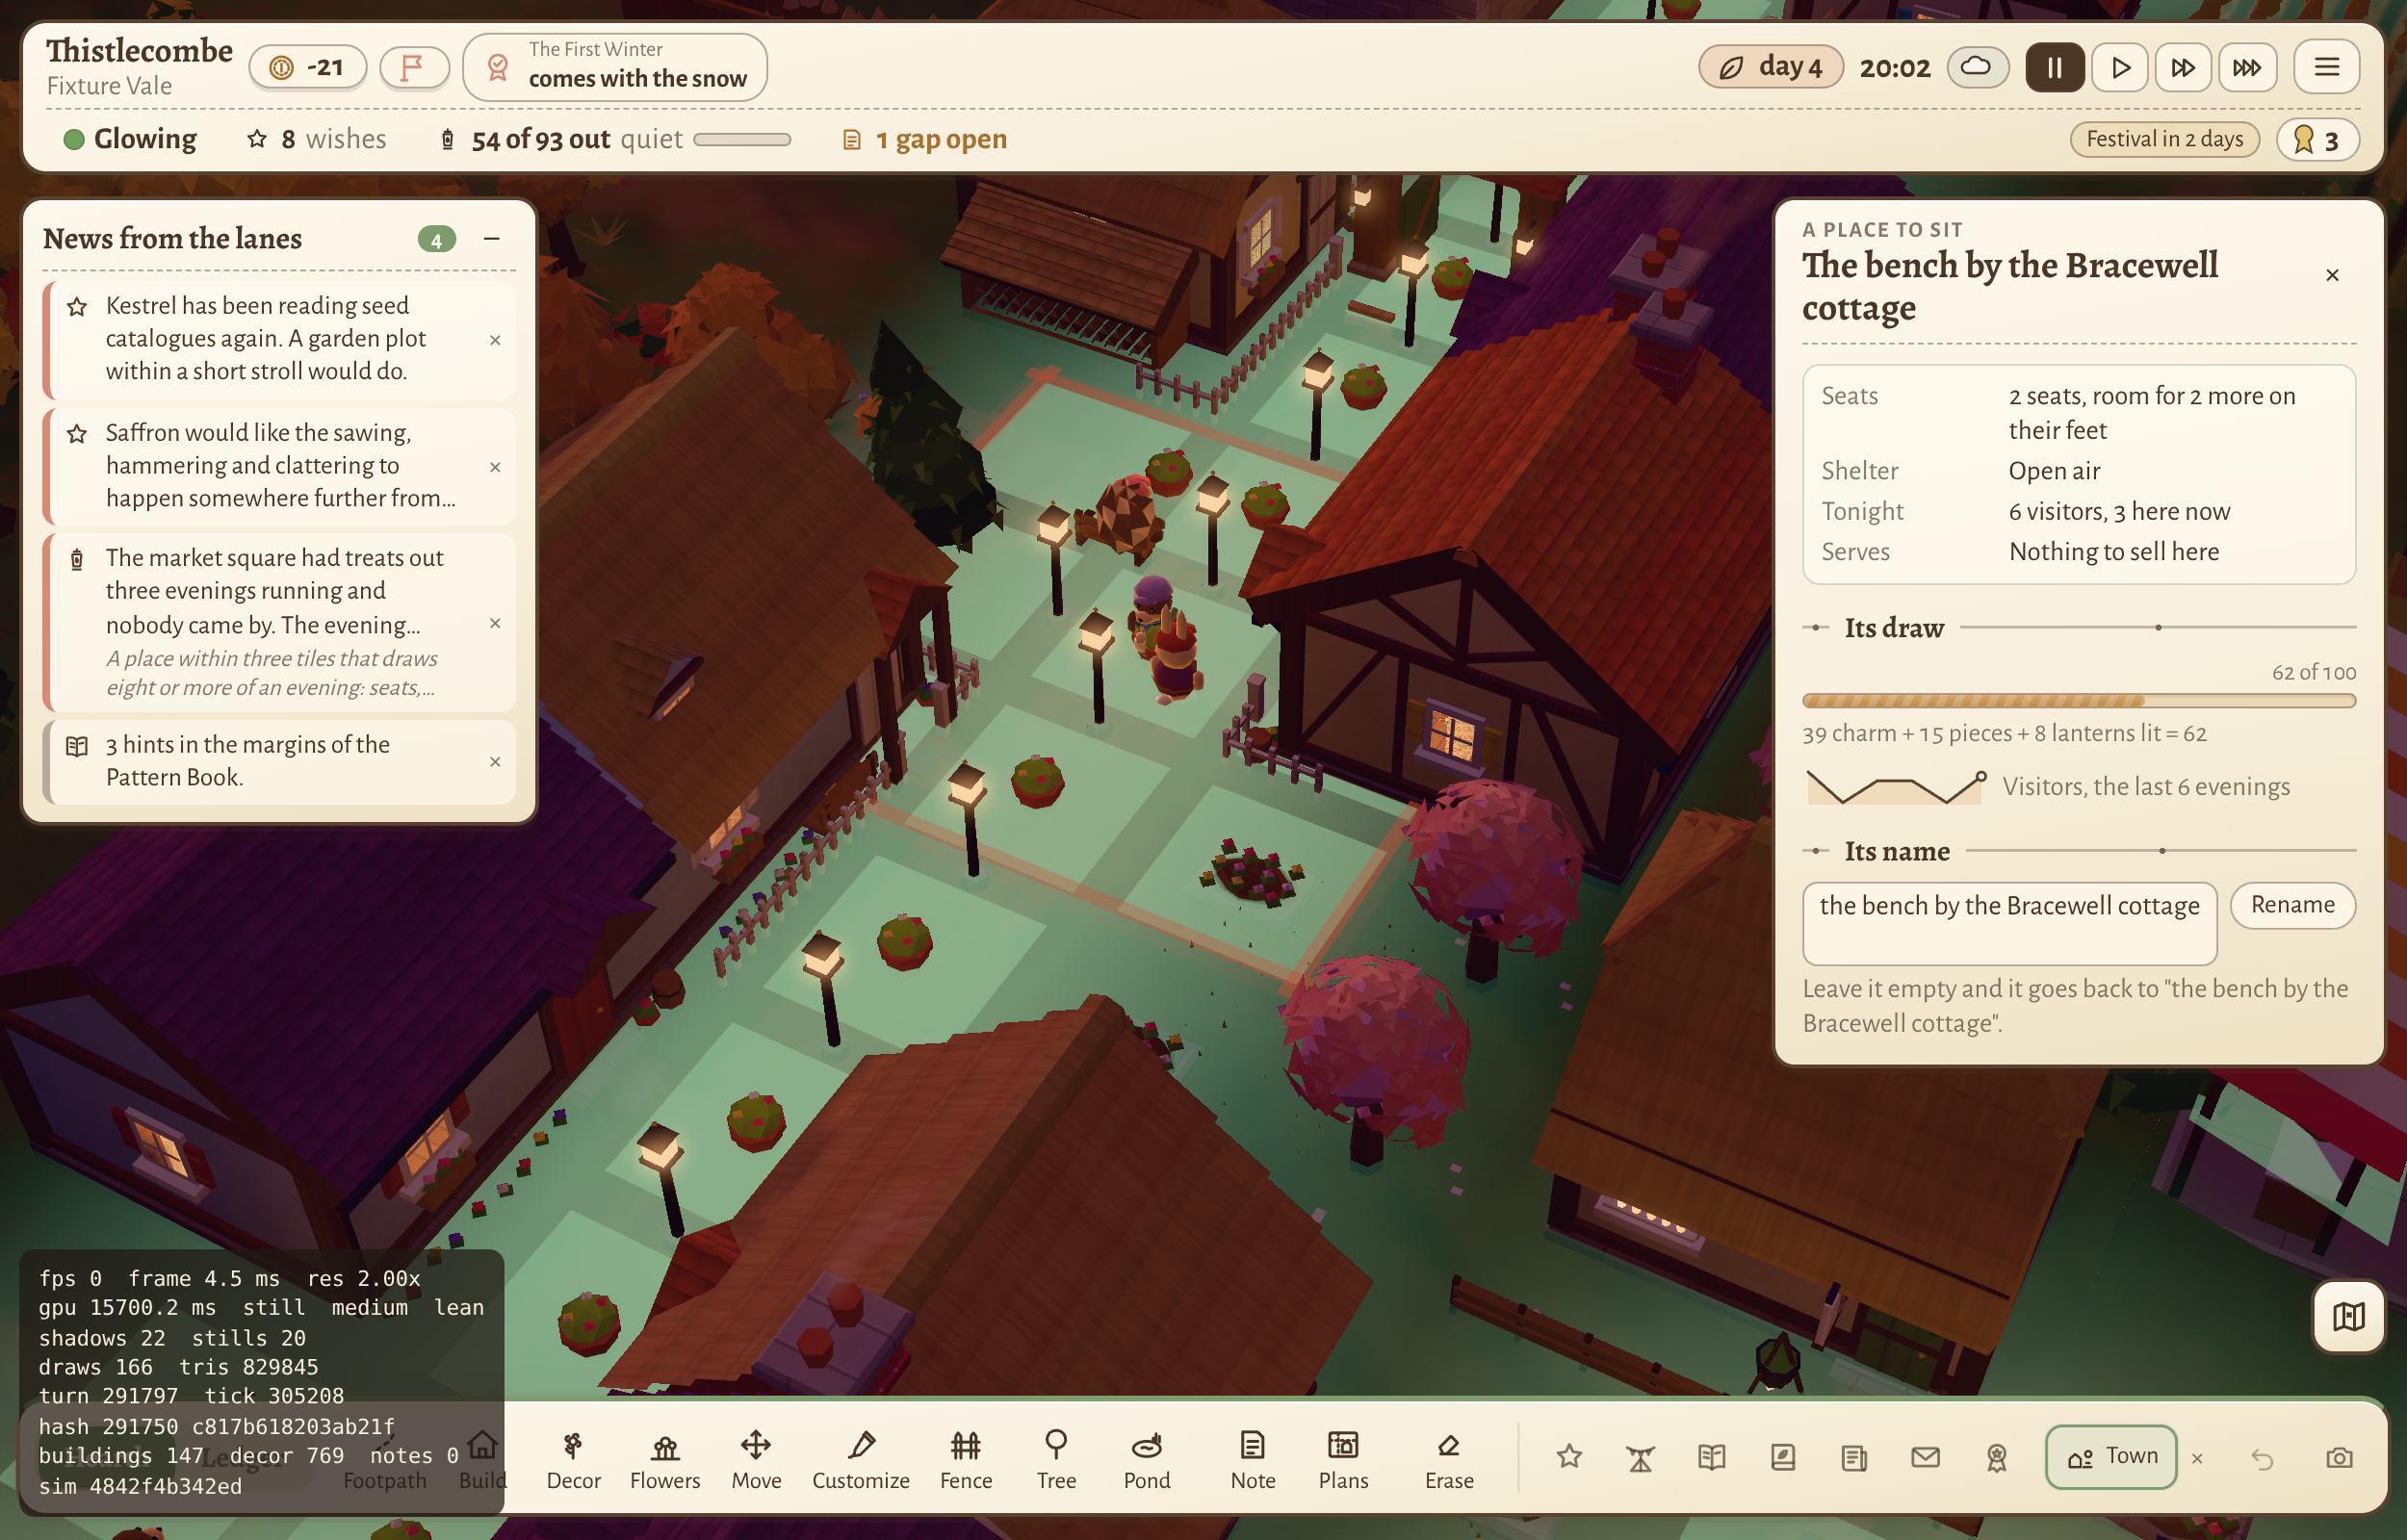 Thistlecombe
Fixture Vale
-21
The First Winter
comes with the snow
day 4
20:02
Glowing
8 wishes
54 of 93 out quiet
1 gap open
Festival in 2 days
3
News from the lanes
4
Kestrel has been reading seed
catalogues again. A garden plot
within a short stroll would do.
Saffron would like the sawing,
hammering and clattering to
happen somewhere further from…
The market square had treats out
three evenings running and
nobody came by. The evening…
A place within three tiles that draws
eight or more of an evening: seats,…
3 hints in the margins of the
Pattern Book.
A PLACE TO SIT
The bench by the Bracewell
cottage
Seats 2 seats, room for 2 more on
their feet
Shelter Open air
Tonight 6 visitors, 3 here now
Serves Nothing to sell here
Its draw
62 of 100
39 charm + 15 pieces + 8 lanterns lit = 62
Visitors, the last 6 evenings
Its name
the bench by the Bracewell cottage
Rename
Leave it empty and it goes back to "the bench by the
Bracewell cottage".
fps 0 frame 4.5 ms res 2.00x
gpu 15700.2 ms still medium lean
shadows 22 stills 20
draws 166 tris 829845
turn 291797 tick 305208
hash 291750 c817b618203ab21f
buildings 147 decor 769 notes 0
sim 4842f4b342ed
Footpath
Build
Decor
Flowers
Move
Customize
Fence
Tree
Pond
Note
Plans
Erase
Town